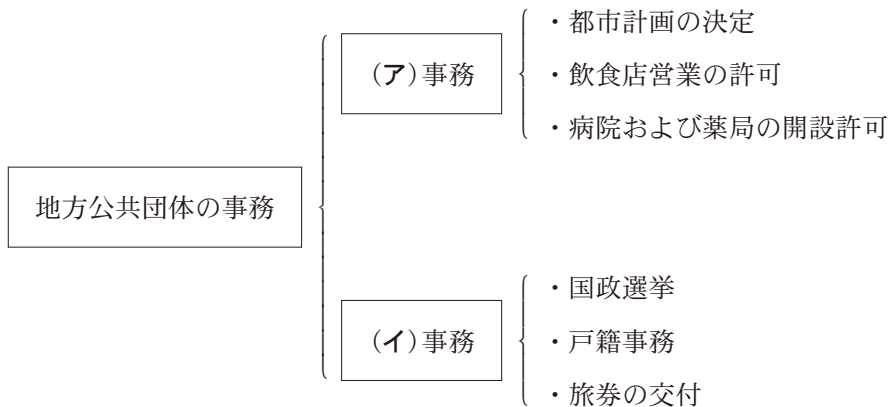 地方公共団体の事務
(ア)事務
・都市計画の決定
・飲食店営業の許可
・病院および薬局の開設許可
(イ)事務
・国政選挙
・戸籍事務
・旅券の交付